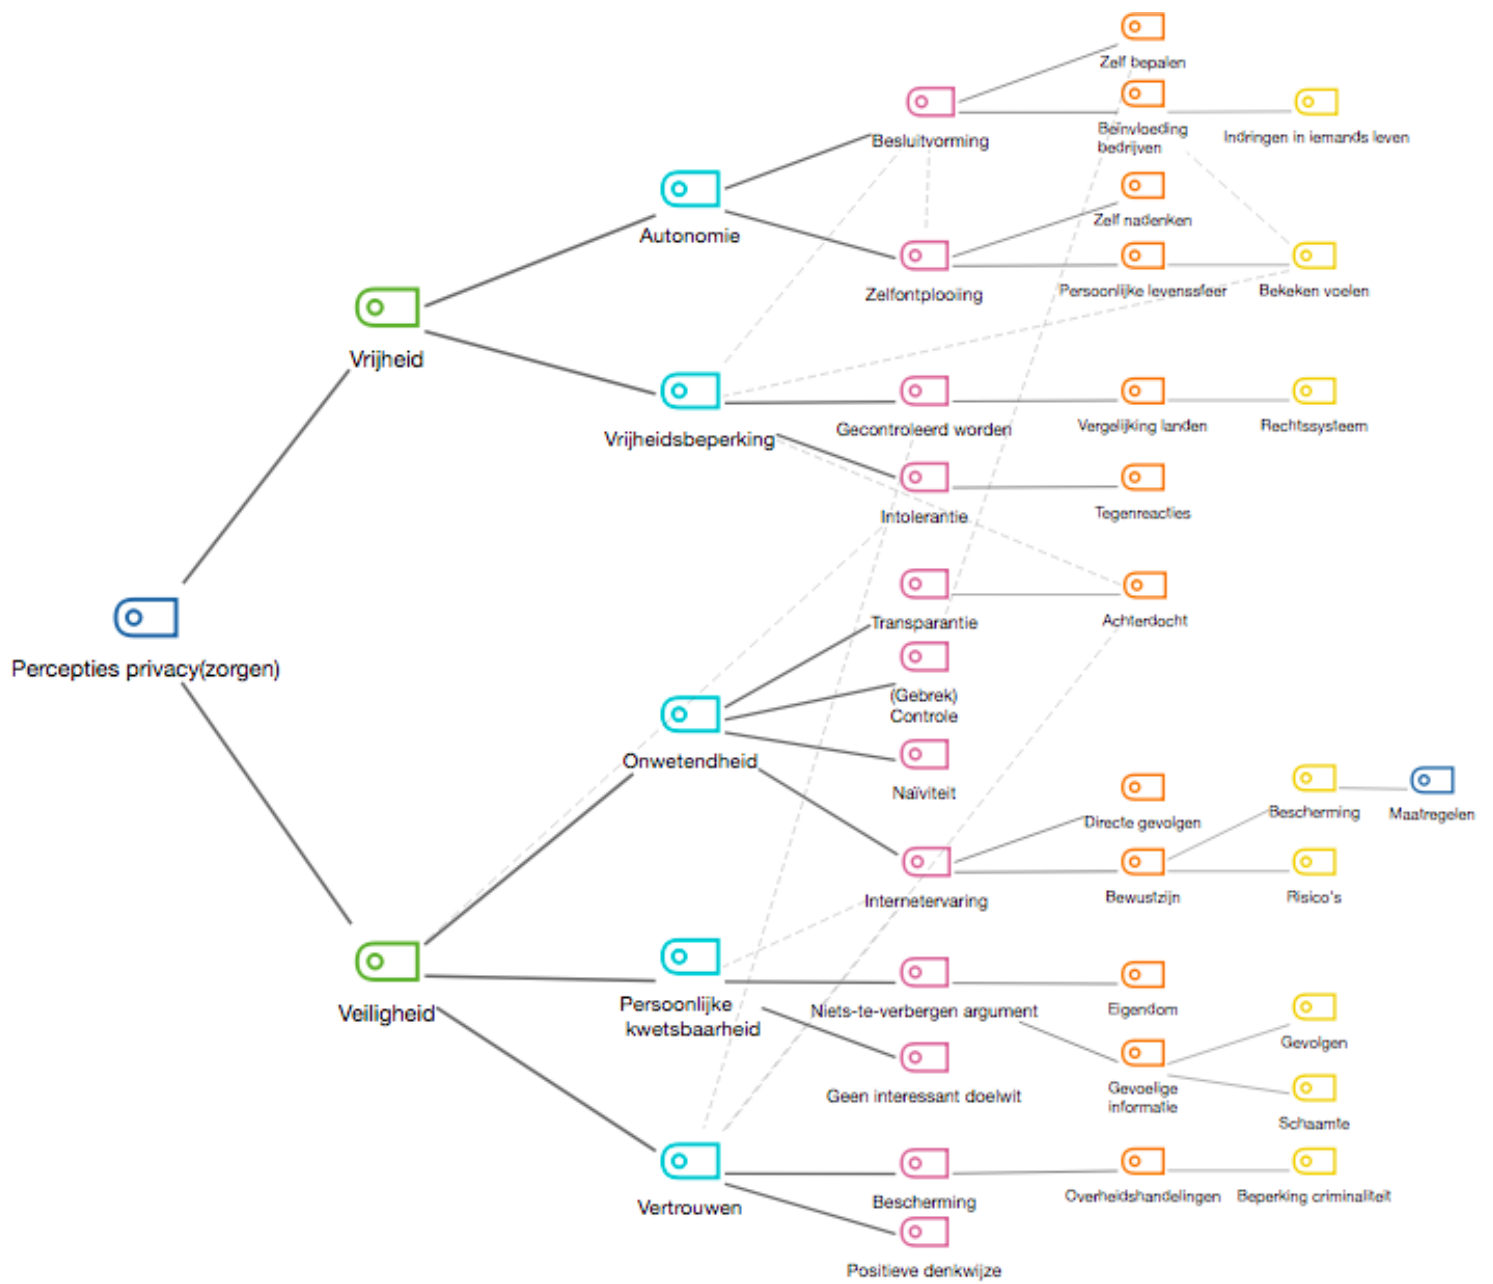 Zelf bepalen
Besluitvorming
Beïnvloeding
bedrijven
Indringen in iemands leven
Autonomie
Zelf nadenken
Zelfontplooiing
Persoonlijke levenssfeer
Bekeken voelen
Vrijheid
Vrijheidsbeperking
Gecontroleerd worden
Vergelijking landen
Rechtssysteem
Intolerantie
Tegenreacties
Percepties privacy(zorgen)
Transparantie
Achterdocht
(Gebrek)
Controle
Onwetendheid
Naïviteit
Directe gevolgen
Bescherming
Maatregelen
Internetervaring
Bewustzijn
Risico's
Veiligheid
Persoonlijke
kwetsbaarheid
Niets-te-verbergen argument
Eigendom
Gevolgen
Geen interessant doelwit
Gevoelige
informatie
Schaamte
Vertrouwen
Bescherming
Overheidshandelingen
Beperking criminaliteit
Positieve denkwijze